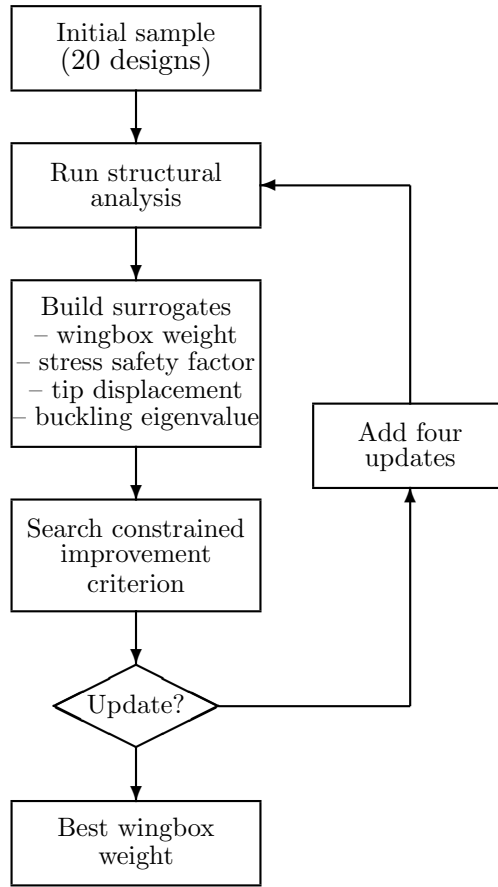 Initial sample
(20 designs)
Run structural
analysis
Build surrogates
– wingbox weight
– stress safety factor
– tip displacement
– buckling eigenvalue
Add four
updates
Search constrained
improvement
criterion
Update?
Best wingbox
weight